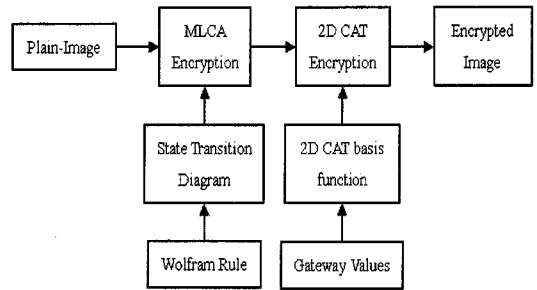 Plain-Image
MLCA
Encryption
2D CAT
Encryption
Encrypted
Image
State Transition
Diagram
2D CAT basis
function
Wolfram Rule
Gateway Values